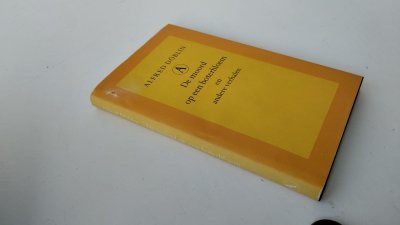 ALFRED DÖBLIN
A
De moord
op een boterbloem
en
andere verhalen